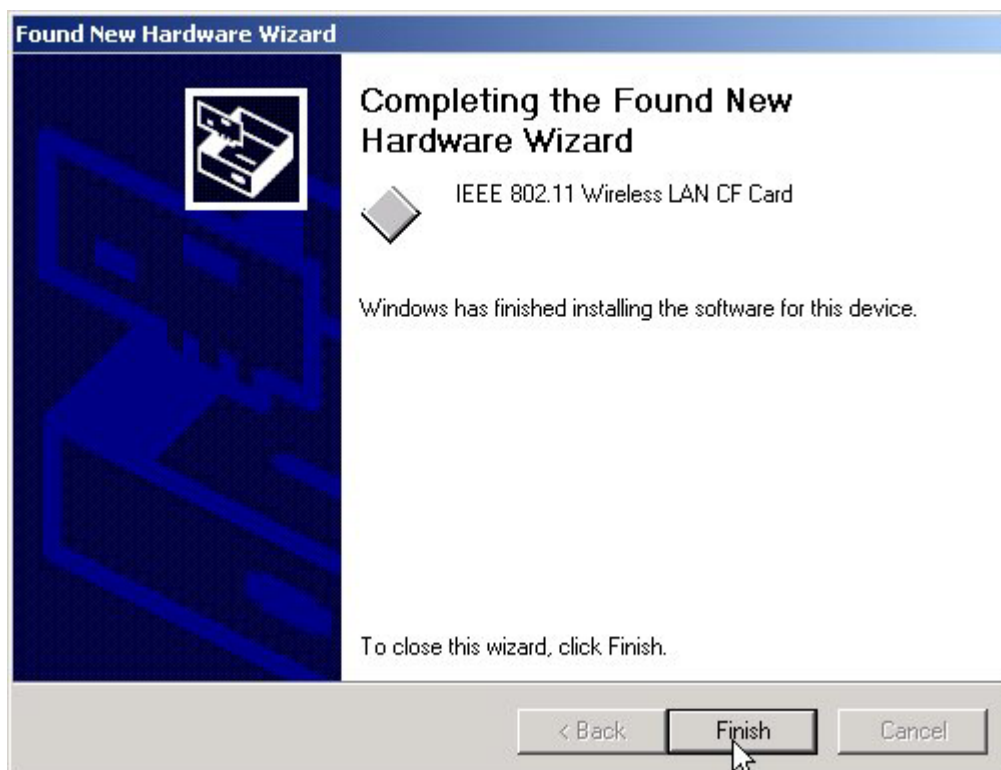 Found New Hardware Wizard
Completing the Found New
Hardware Wizard
IEEE 802.11 Wireless LAN CF Card
Windows has finished installing the software for this device.
To close this wizard, click Finish.
< Back
Finish
Cancel